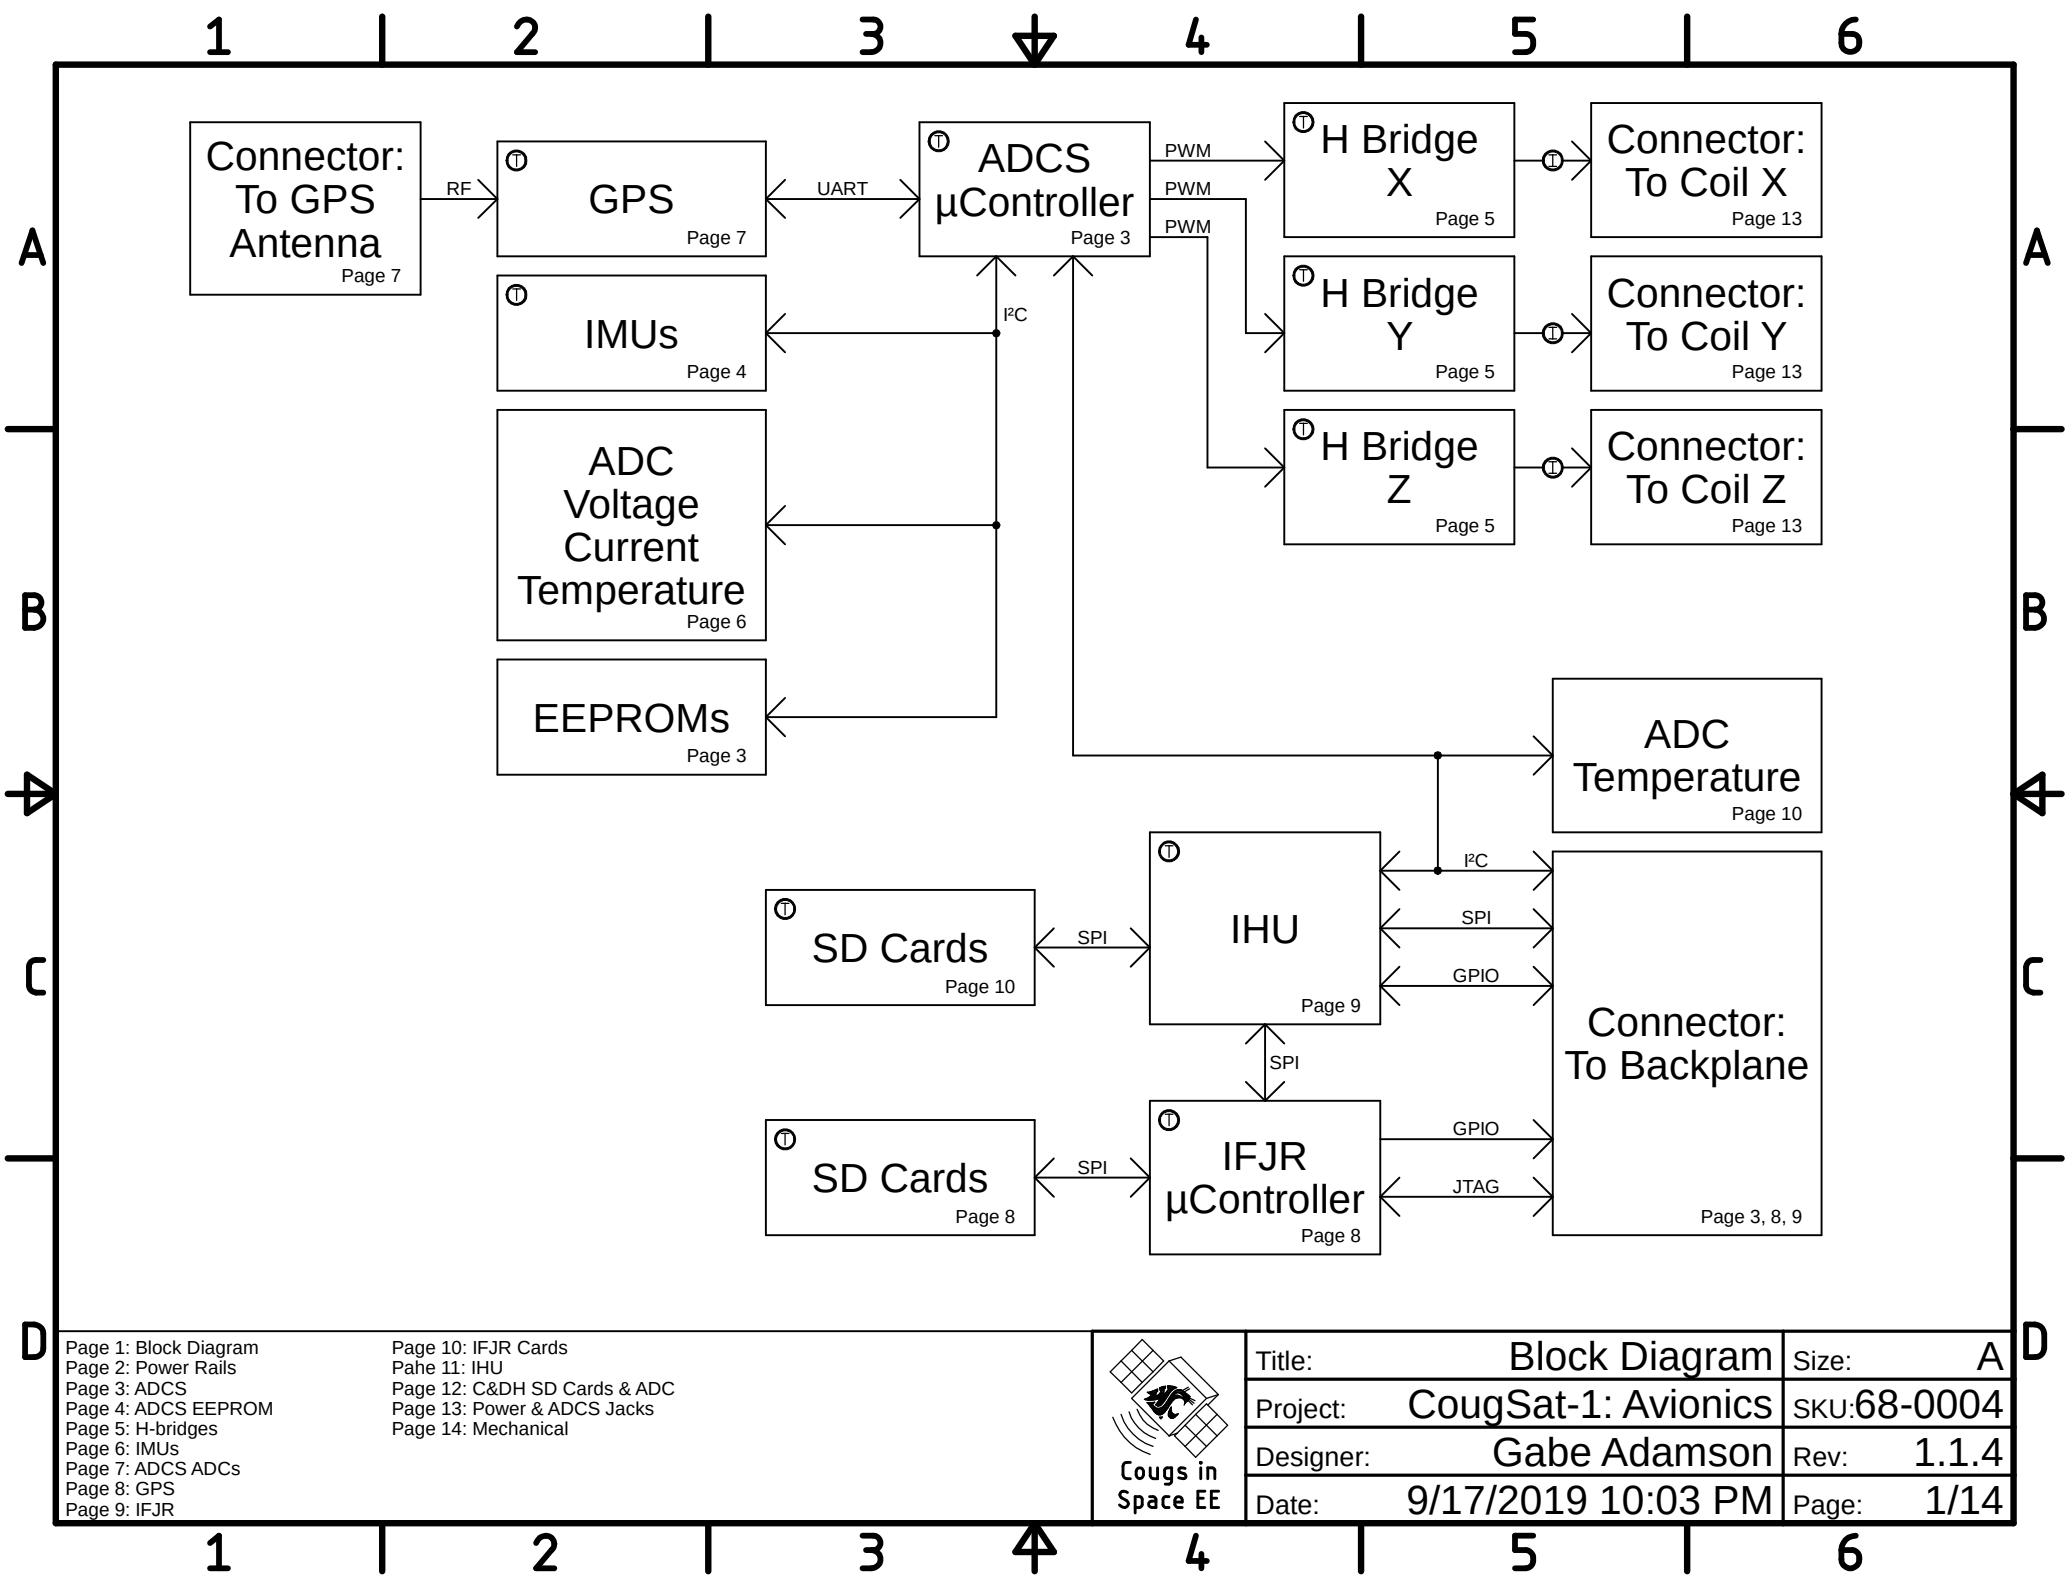 1 2 3 4 5 6
A
B
C
D
A
B
C
D
Connector:
To GPS
Antenna
Page 7
RF
T
GPS
Page 7
UART
T
ADCS
µController
Page 3
PWM
PWM
PWM
T
H Bridge
X
Page 5
I
Connector:
To Coil X
Page 13
T
IMUs
Page 4
I²C
T
H Bridge
Y
Page 5
I
Connector:
To Coil Y
Page 13
ADC
Voltage
Current
Temperature
Page 6
T
H Bridge
Z
Page 5
I
Connector:
To Coil Z
Page 13
EEPROMs
Page 3
ADC
Temperature
Page 10
T
SD Cards
Page 10
SPI
T
IHU
Page 9
I²C
SPI
GPIO
Connector:
To Backplane
Page 3, 8, 9
SPI
T
SD Cards
Page 8
SPI
T
IFJR
µController
Page 8
GPIO
JTAG
Page 1: Block Diagram
Page 2: Power Rails
Page 3: ADCS
Page 4: ADCS EEPROM
Page 5: H-bridges
Page 6: IMUs
Page 7: ADCS ADCs
Page 8: GPS
Page 9: IFJR
Page 10: IFJR Cards
Pahe 11: IHU
Page 12: C&DH SD Cards & ADC
Page 13: Power & ADCS Jacks
Page 14: Mechanical
Cougs in
Space EE
Title: Block Diagram
Size: A
Project: CougSat-1: Avionics
SKU:68-0004
Designer: Gabe Adamson
Rev: 1.1.4
Date: 9/17/2019 10:03 PM
Page: 1/14
1 2 3 4 5 6